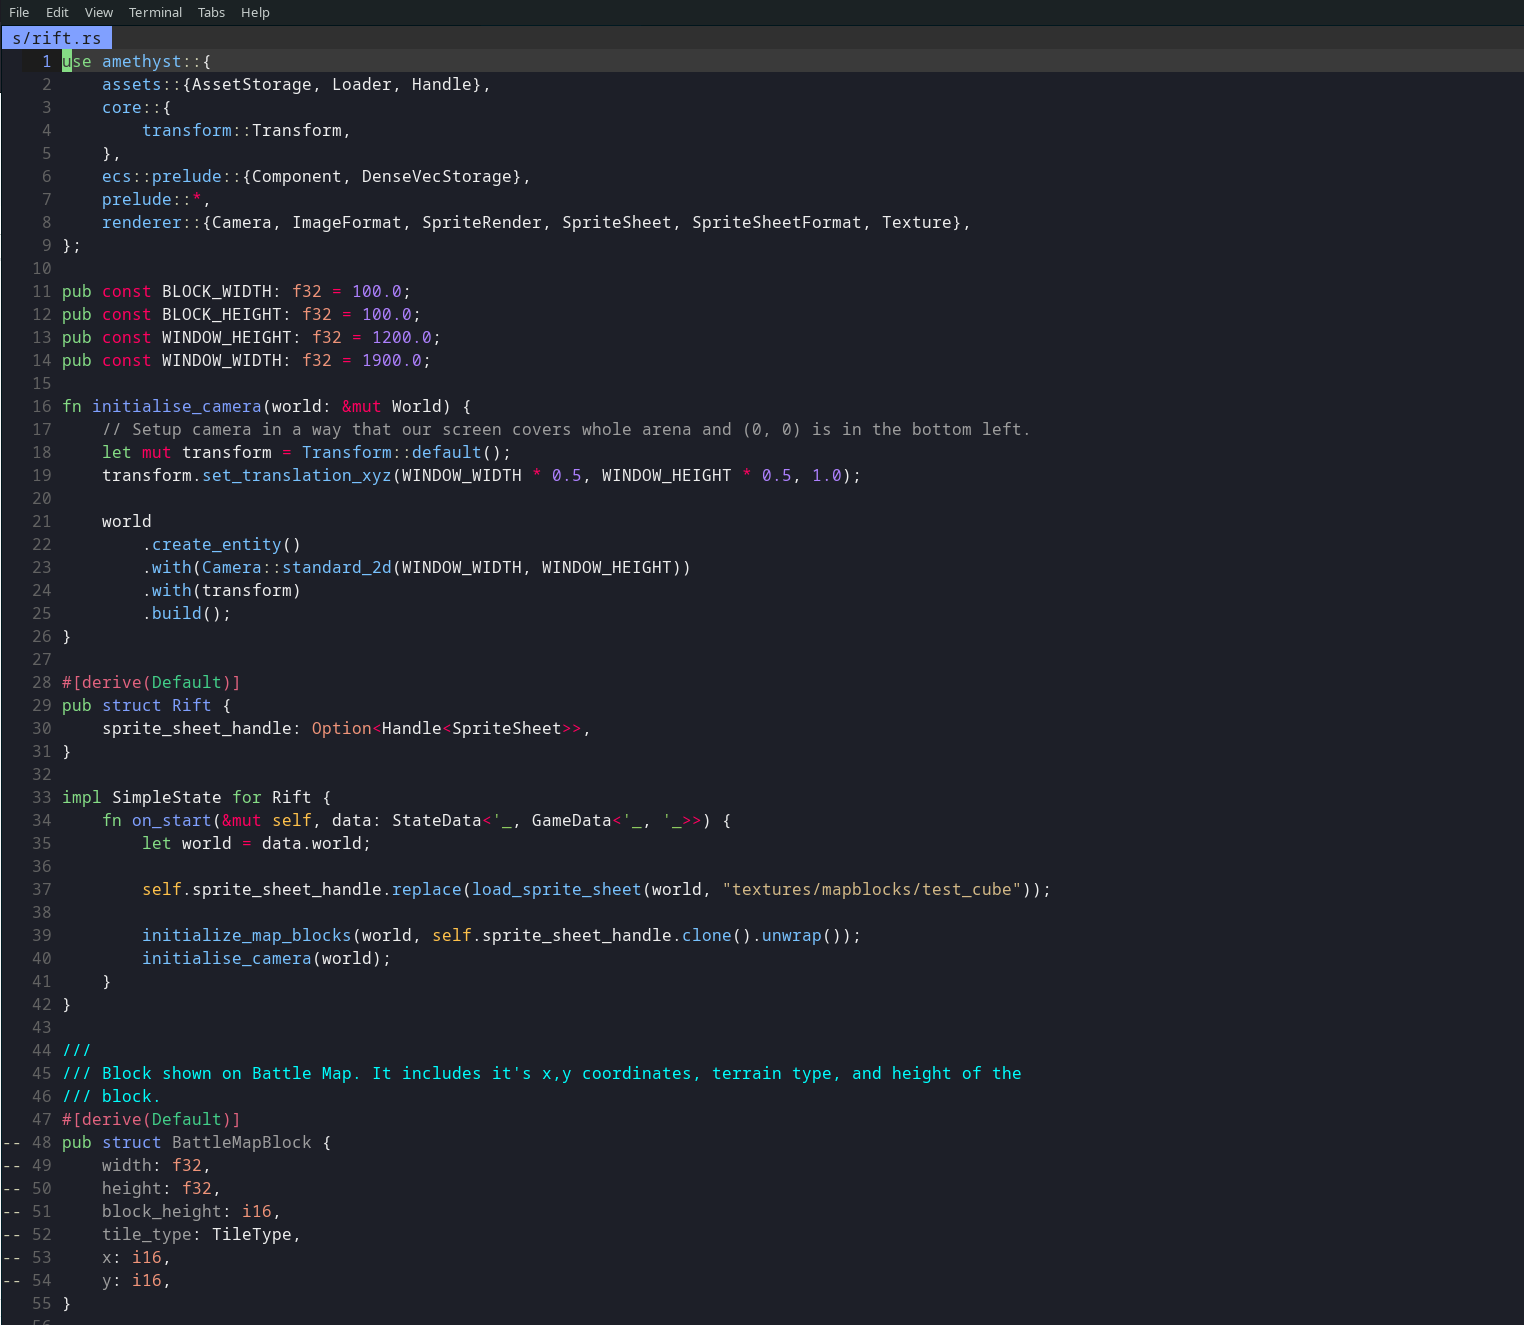 File Edit View Terminal Tabs Help
s/rift.rs
1 use amethyst::{
2     assets::{AssetStorage, Loader, Handle},
3     core::{
4         transform::Transform,
5     },
6     ecs::prelude::{Component, DenseVecStorage},
7     prelude::*,
8     renderer::{Camera, ImageFormat, SpriteRender, SpriteSheet, SpriteSheetFormat, Texture},
9 };
10
11 pub const BLOCK_WIDTH: f32 = 100.0;
12 pub const BLOCK_HEIGHT: f32 = 100.0;
13 pub const WINDOW_HEIGHT: f32 = 1200.0;
14 pub const WINDOW_WIDTH: f32 = 1900.0;
15
16 fn initialise_camera(world: &mut World) {
17     // Setup camera in a way that our screen covers whole arena and (0, 0) is in the bottom left.
18     let mut transform = Transform::default();
19     transform.set_translation_xyz(WINDOW_WIDTH * 0.5, WINDOW_HEIGHT * 0.5, 1.0);
20
21     world
22         .create_entity()
23         .with(Camera::standard_2d(WINDOW_WIDTH, WINDOW_HEIGHT))
24         .with(transform)
25         .build();
26 }
27
28 #[derive(Default)]
29 pub struct Rift {
30     sprite_sheet_handle: Option<Handle<SpriteSheet>>,
31 }
32
33 impl SimpleState for Rift {
34     fn on_start(&mut self, data: StateData<'_, GameData<'_, '_>>) {
35         let world = data.world;
36
37         self.sprite_sheet_handle.replace(load_sprite_sheet(world, "textures/mapblocks/test_cube"));
38
39         initialize_map_blocks(world, self.sprite_sheet_handle.clone().unwrap());
40         initialise_camera(world);
41     }
42 }
43
44 ///
45 /// Block shown on Battle Map. It includes it's x,y coordinates, terrain type, and height of the
46 /// block.
47 #[derive(Default)]
-- 48 pub struct BattleMapBlock {
-- 49     width: f32,
-- 50     height: f32,
-- 51     block_height: i16,
-- 52     tile_type: TileType,
-- 53     x: i16,
-- 54     y: i16,
55 }
56